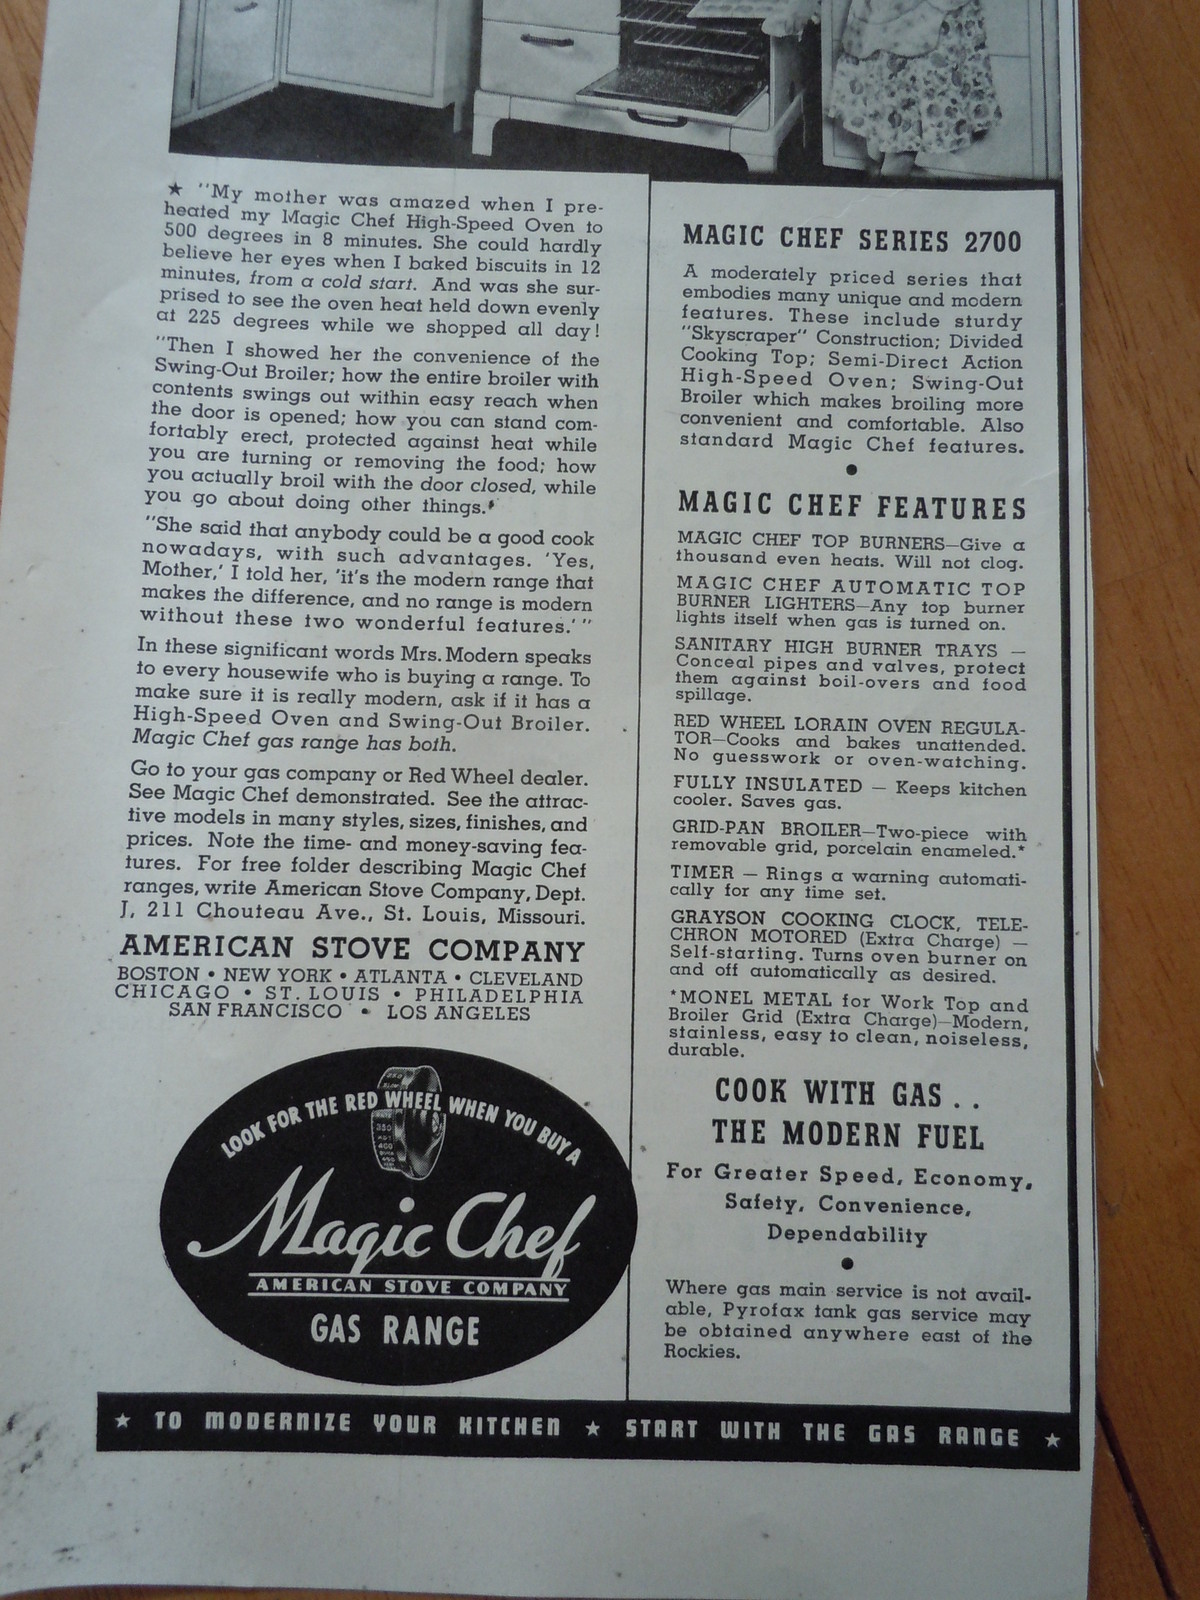 ★ "My mother was amazed when I pre-
heated my Magic Chef High-Speed Oven to
500 degrees in 8 minutes. She could hardly
believe her eyes when I baked biscuits in 12
minutes, from a cold start. And was she sur-
prised to see the oven heat held down evenly
at 225 degrees while we shopped all day!
"Then I showed her the convenience of the
Swing-Out Broiler; how the entire broiler with
contents swings out within easy reach when
the door is opened; how you can stand com-
fortably erect, protected against heat while
you are turning or removing the food; how
you actually broil with the door closed, while
you go about doing other things."
"She said that anybody could be a good cook
nowadays, with such advantages. 'Yes,
Mother,' I told her, 'it's the modern range that
makes the difference, and no range is modern
without these two wonderful features.' "
In these significant words Mrs. Modern speaks
to every housewife who is buying a range. To
make sure it is really modern, ask if it has a
High-Speed Oven and Swing-Out Broiler.
Magic Chef gas range has both.
Go to your gas company or Red Wheel dealer.
See Magic Chef demonstrated. See the attrac-
tive models in many styles, sizes, finishes, and
prices. Note the time- and money-saving fea-
tures. For free folder describing Magic Chef
ranges, write American Stove Company, Dept.
J, 211 Chouteau Ave., St. Louis, Missouri.
AMERICAN STOVE COMPANY
BOSTON • NEW YORK • ATLANTA • CLEVELAND
CHICAGO • ST. LOUIS • PHILADELPHIA
SAN FRANCISCO • LOS ANGELES
LOOK FOR THE RED WHEEL WHEN YOU BUY A
250
350
400
Magic Chef
AMERICAN STOVE COMPANY
GAS RANGE
MAGIC CHEF SERIES 2700
A moderately priced series that
embodies many unique and modern
features. These include sturdy
"Skyscraper" Construction; Divided
Cooking Top; Semi-Direct Action
High-Speed Oven; Swing-Out
Broiler which makes broiling more
convenient and comfortable. Also
standard Magic Chef features.
•
MAGIC CHEF FEATURES
MAGIC CHEF TOP BURNERS—Give a
thousand even heats. Will not clog.
MAGIC CHEF AUTOMATIC TOP
BURNER LIGHTERS—Any top burner
lights itself when gas is turned on.
SANITARY HIGH BURNER TRAYS —
Conceal pipes and valves, protect
them against boil-overs and food
spillage.
RED WHEEL LORAIN OVEN REGULA-
TOR—Cooks and bakes unattended.
No guesswork or oven-watching.
FULLY INSULATED — Keeps kitchen
cooler. Saves gas.
GRID-PAN BROILER—Two-piece with
removable grid, porcelain enameled.*
TIMER — Rings a warning automati-
cally for any time set.
GRAYSON COOKING CLOCK, TELE-
CHRON MOTORED (Extra Charge) —
Self-starting. Turns oven burner on
and off automatically as desired.
*MONEL METAL for Work Top and
Broiler Grid (Extra Charge)—Modern,
stainless, easy to clean, noiseless,
durable.
COOK WITH GAS . .
THE MODERN FUEL
For Greater Speed, Economy,
Safety, Convenience,
Dependability
•
Where gas main service is not avail-
able, Pyrofax tank gas service may
be obtained anywhere east of the
Rockies.
★ TO MODERNIZE YOUR KITCHEN ★ START WITH THE GAS RANGE ★